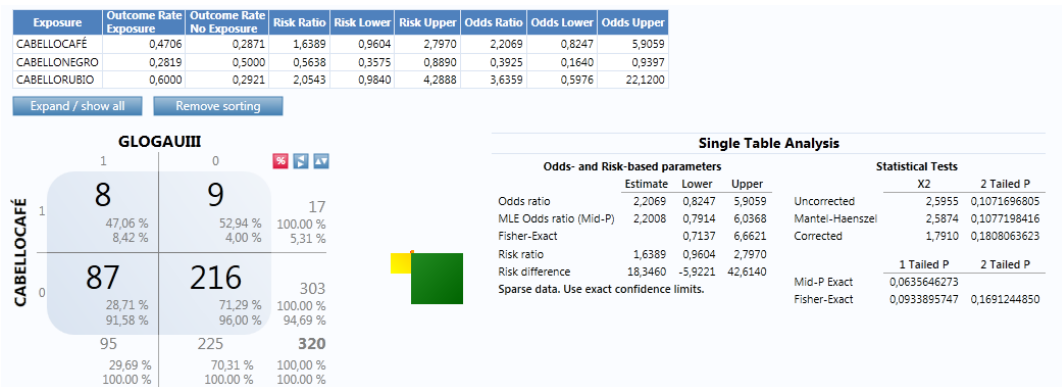 Exposure Outcome Rate Exposure Outcome Rate No Exposure Risk Ratio Risk Lower Risk Upper Odds Ratio Odds Lower Odds Upper
CABELLOCAFÉ 0,4706 0,2871 1,6389 0,9604 2,7970 2,2069 0,8247 5,9059
CABELLONEGRO 0,2819 0,5000 0,5638 0,3575 0,8890 0,3925 0,1640 0,9397
CABELLORUBIO 0,6000 0,2921 2,0543 0,9840 4,2888 3,6359 0,5976 22,1200
Expand / show all Remove sorting
GLOGAUIII
1 0 %
CABELLOCAFÉ
1 8 9 17
47,06 % 52,94 % 100.00 %
8,42 % 4,00 % 5,31 %
0 87 216 303
28,71 % 71,29 % 100.00 %
91,58 % 96,00 % 94,69 %
95 225 320
29,69 % 70,31 % 100,00 %
100.00 % 100.00 % 100.00 %
Single Table Analysis
Odds- and Risk-based parameters
Estimate Lower Upper
Odds ratio 2,2069 0,8247 5,9059
MLE Odds ratio (Mid-P) 2,2008 0,7914 6,0368
Fisher-Exact 0,7137 6,6621
Risk ratio 1,6389 0,9604 2,7970
Risk difference 18,3460 -5,9221 42,6140
Sparse data. Use exact confidence limits.
Statistical Tests
X2 2 Tailed P
Uncorrected 2,5955 0,1071696805
Mantel-Haenszel 2,5874 0,1077198416
Corrected 1,7910 0,1808063623
1 Tailed P 2 Tailed P
Mid-P Exact 0,0635646273
Fisher-Exact 0,0933895747 0,1691244850